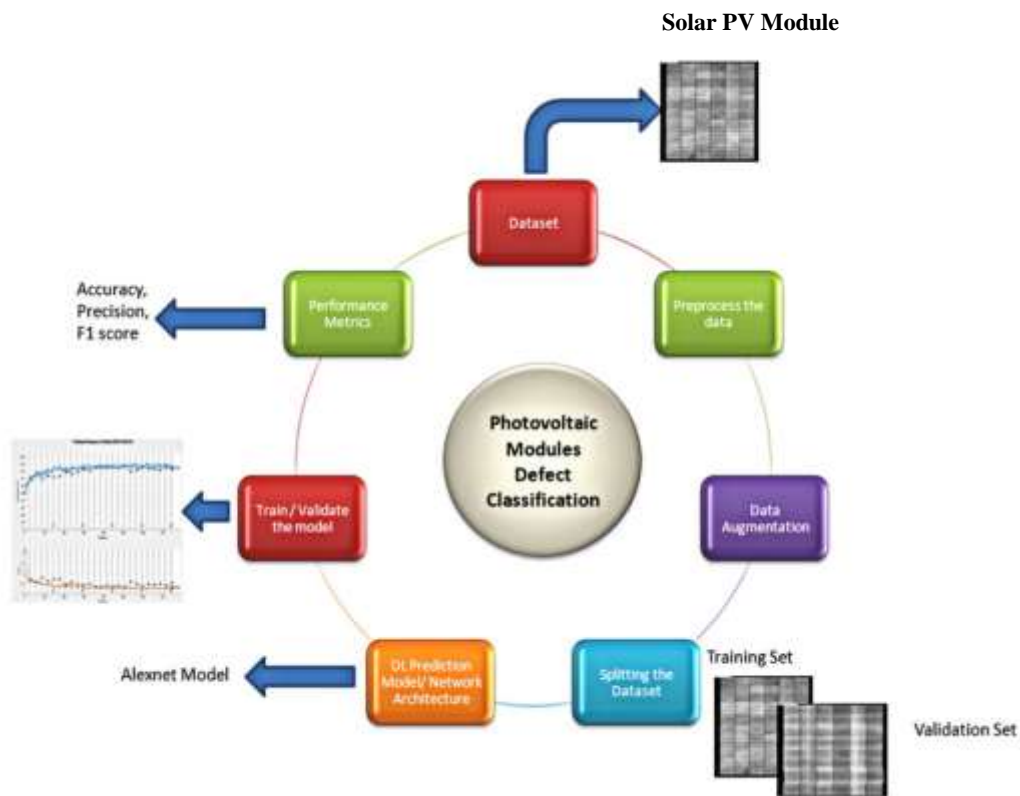 Solar PV Module
Dataset
Preprocess the
data
Data
Augmentation
Splitting the
Dataset
Training Set
Validation Set
DL Prediction
Model/ Network
Architecture
Alexnet Model
Train / Validate
the model
Performance
Metrics
Accuracy,
Precision,
F1 score
Photovoltaic
Modules
Defect
Classification